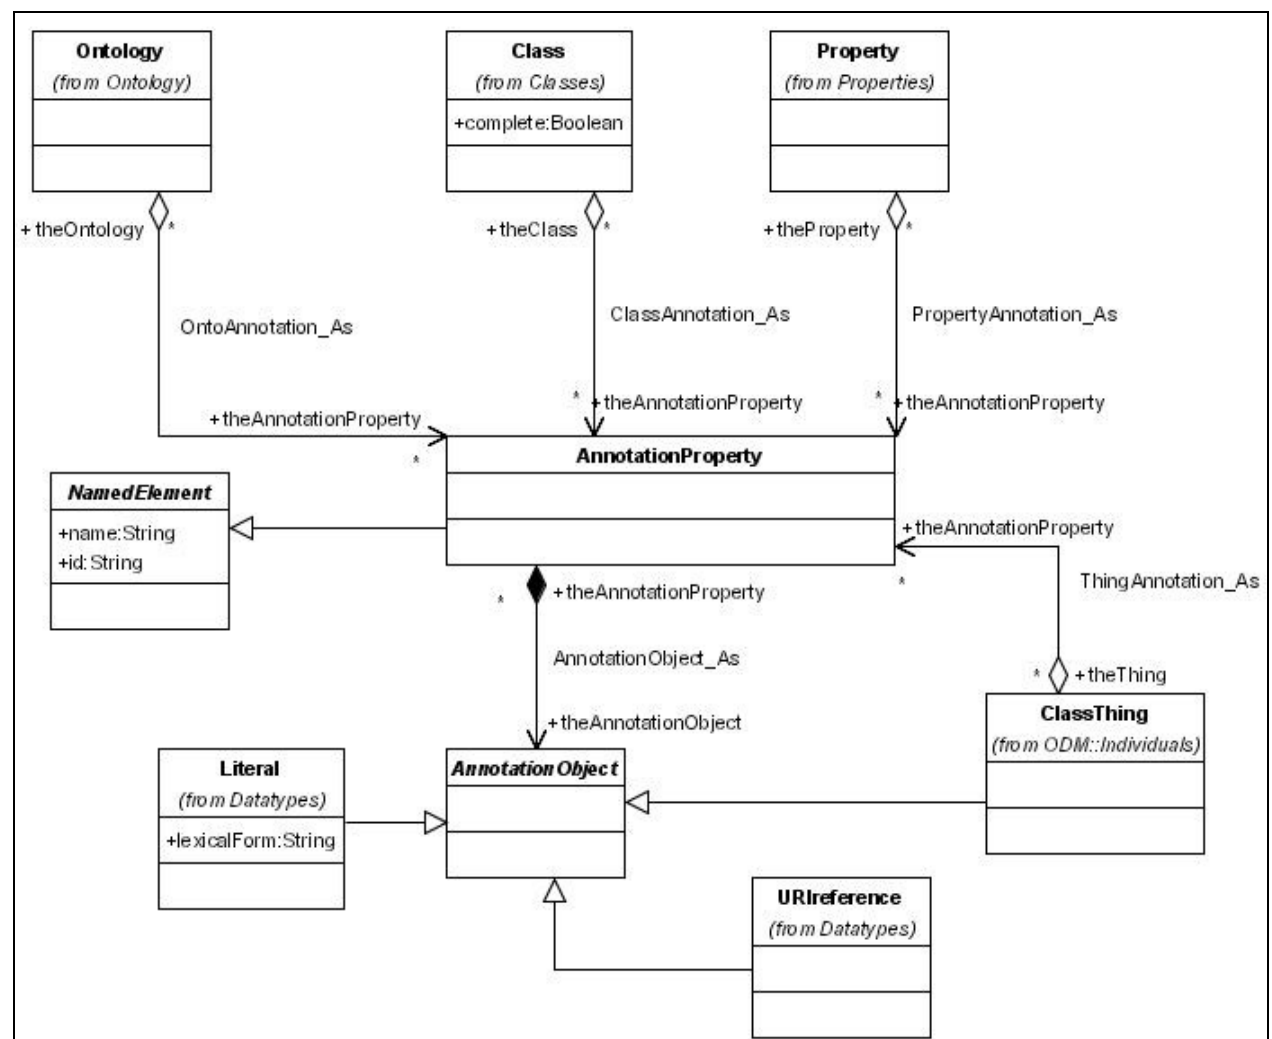 Ontology
(from Ontology)
Class
(from Classes)
+complete:Boolean
Property
(from Properties)
+theOntology
*
+theClass
*
+theProperty
*
OntoAnnotation_As
ClassAnnotation_As
PropertyAnnotation_As
+theAnnotationProperty
*
* +theAnnotationProperty
* +theAnnotationProperty
AnnotationProperty
NamedElement
+name:String
+id:String
+theAnnotationProperty
*
ThingAnnotation_As
* +theAnnotationProperty
AnnotationObject_As
+theAnnotationObject
* +theThing
ClassThing
(from ODM::Individuals)
Literal
(from Datatypes)
+lexicalForm:String
AnnotationObject
URIreference
(from Datatypes)